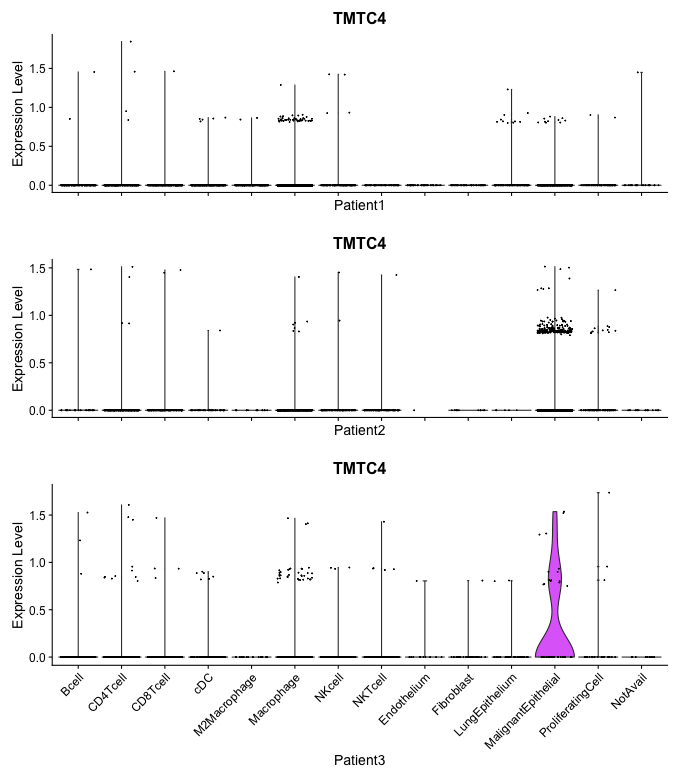 TMTC4
Expression Level
1.5
1.0
0.5
0.0
Patient1
TMTC4
Expression Level
1.5
1.0
0.5
0.0
Patient2
TMTC4
Expression Level
1.5
1.0
0.5
0.0
Bcell
CD4Tcell
CD8Tcell
cDC
M2Macrophage
Macrophage
NKcell
NKTcell
Endothelium
Fibroblast
LungEpithelium
MalignantEpithelial
ProliferatingCell
NotAvail
Patient3